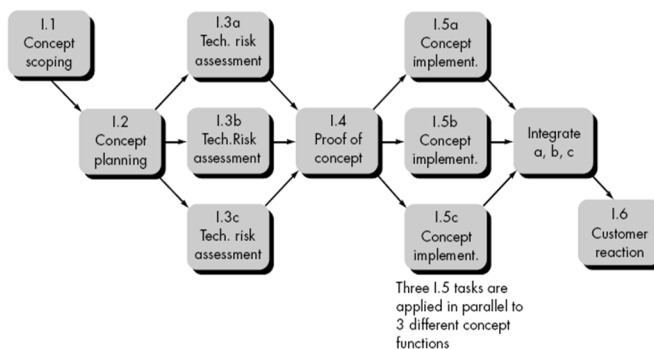 I.1
Concept
scoping
I.2
Concept
planning
I.3a
Tech. risk
assessment
I.3b
Tech.Risk
assessment
I.3c
Tech. risk
assessment
I.4
Proof of
concept
I.5a
Concept
implement.
I.5b
Concept
implement.
I.5c
Concept
implement.
Three I.5 tasks are
applied in parallel to
3 different concept
functions
Integrate
a, b, c
I.6
Customer
reaction